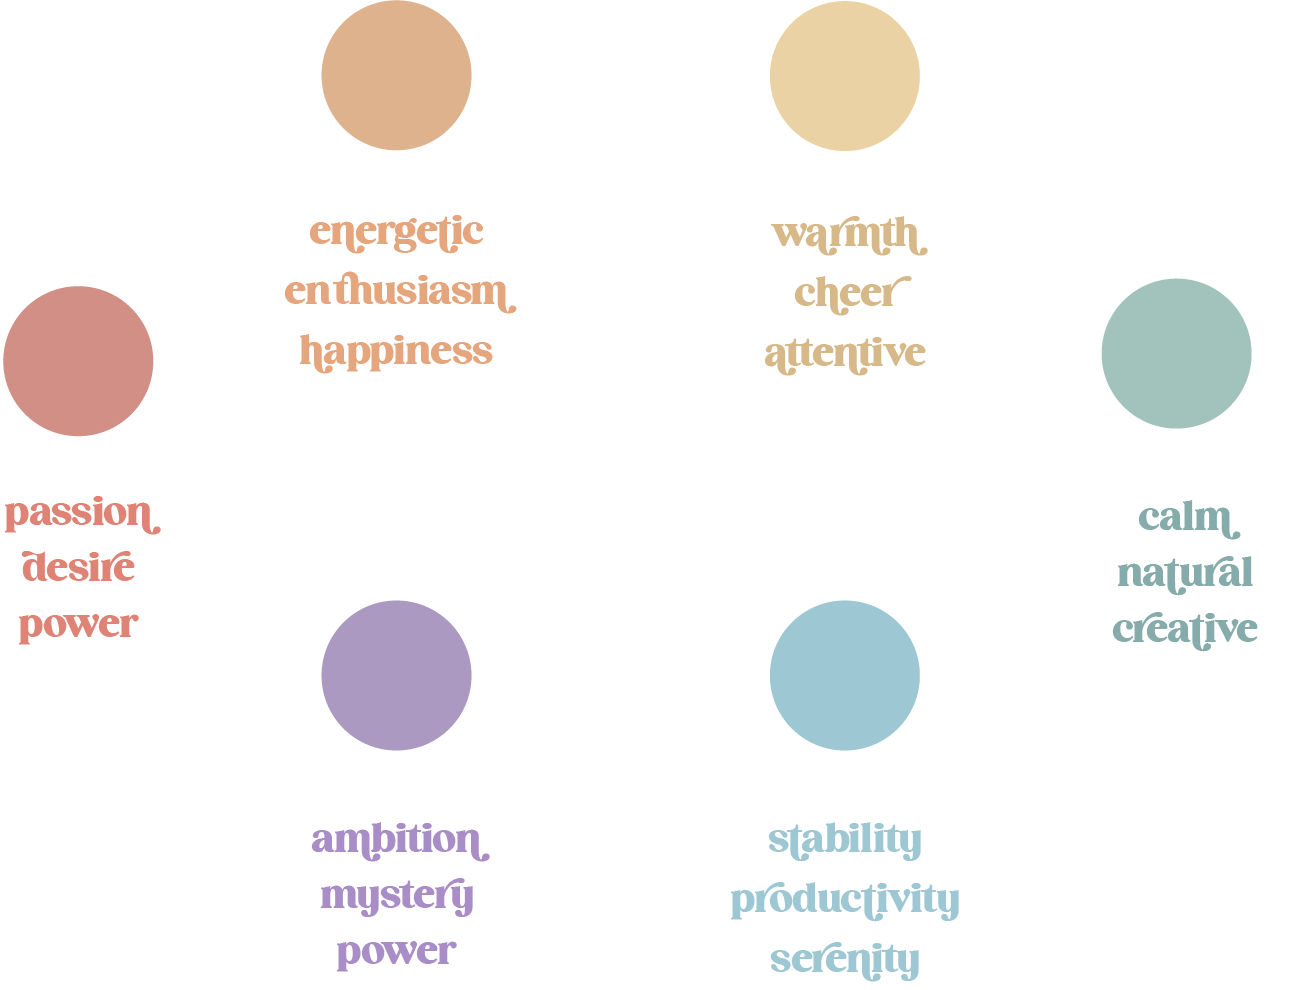 energetic
enthusiasm
happiness
warmth
cheer
attentive
passion
desire
power
calm
natural
creative
ambition
mystery
power
stability
productivity
serenity